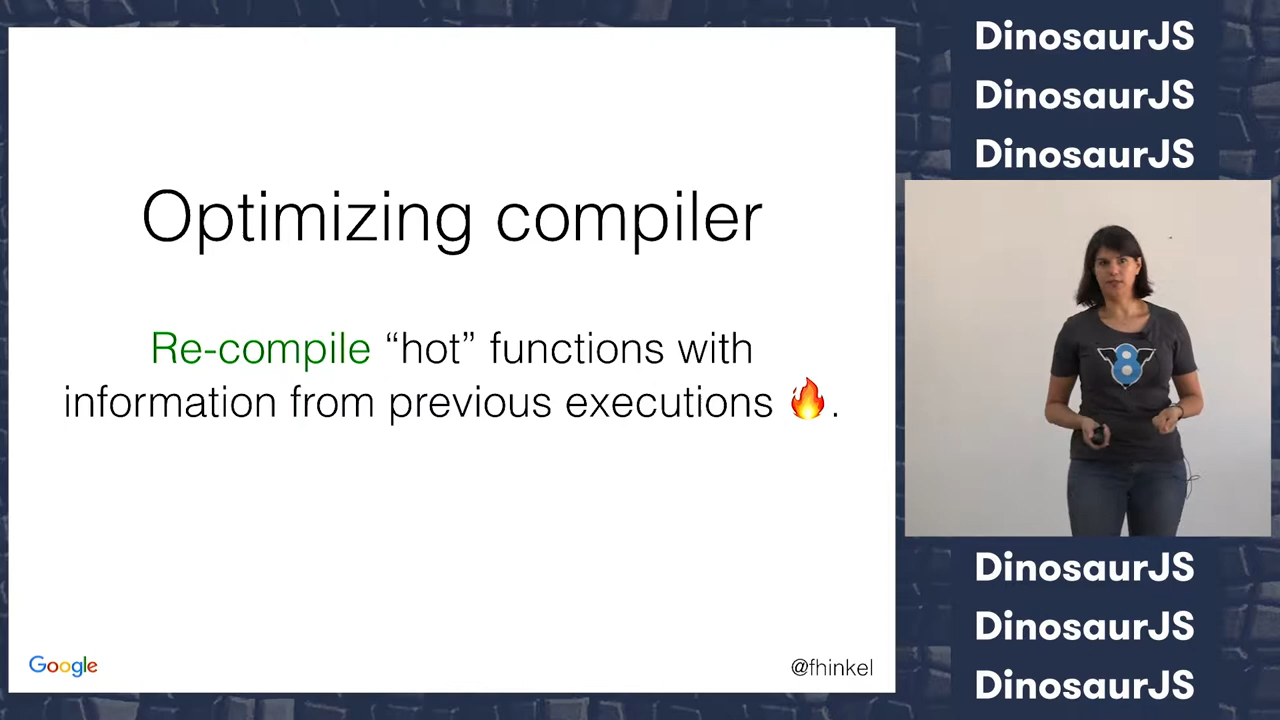 Optimizing compiler
Re-compile “hot” functions with
information from previous executions 🔥.
Google
@fhinkel
DinosaurJS
DinosaurJS
DinosaurJS
8
DinosaurJS
DinosaurJS
DinosaurJS